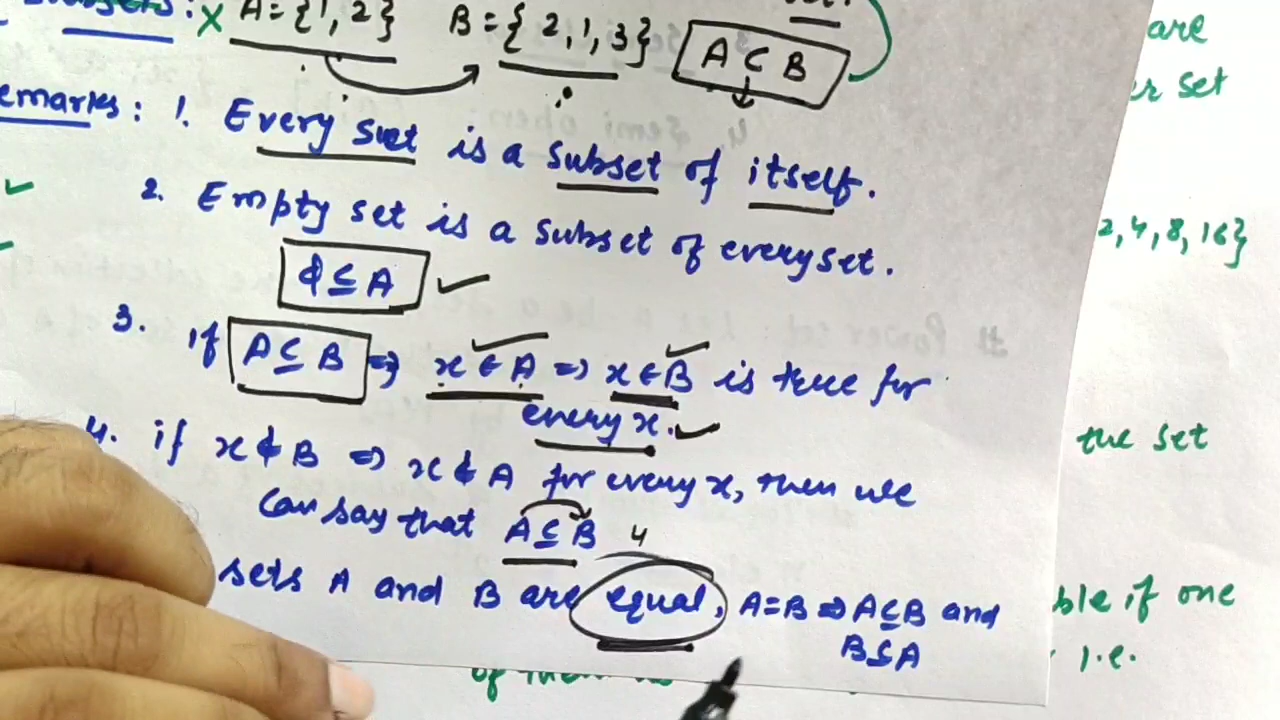 A={1,2} B={2,1,3} A⊂B
Remarks: 1. Every set is a subset of itself.
2. Empty set is a subset of every set.
ϕ⊆A
3. if A⊆B ⇒ x∈A ⇒ x∈B is true for
every x.
4. if x∉B ⇒ x∉A for every x, then we
can say that A⊆B 4
sets A and B are equal, A=B ⇒ A⊆B and
B⊆A
are
er set
2,4,8,16}
the set
ble if one
i.e.